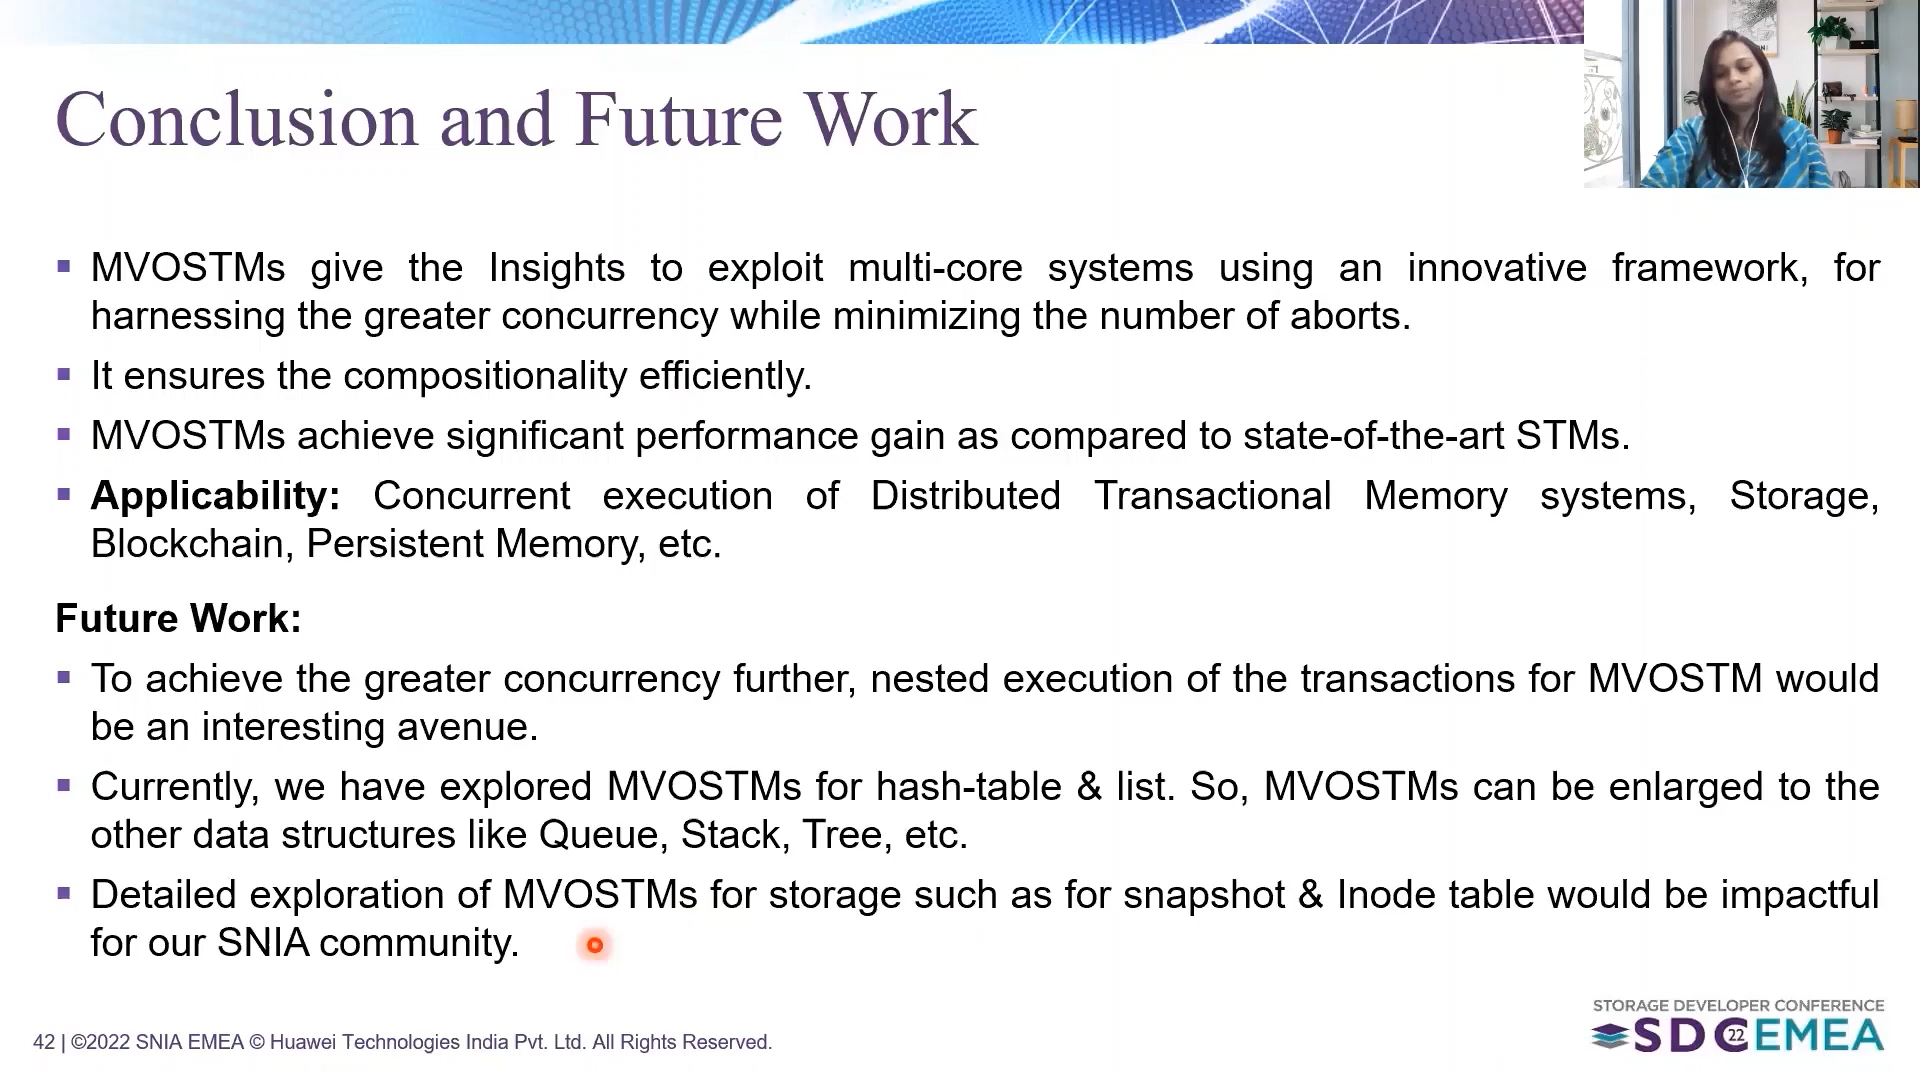 Conclusion and Future Work
▪ MVOSTMs give the Insights to exploit multi-core systems using an innovative framework, for
harnessing the greater concurrency while minimizing the number of aborts.
▪ It ensures the compositionality efficiently.
▪ MVOSTMs achieve significant performance gain as compared to state-of-the-art STMs.
▪ Applicability: Concurrent execution of Distributed Transactional Memory systems, Storage,
Blockchain, Persistent Memory, etc.
Future Work:
▪ To achieve the greater concurrency further, nested execution of the transactions for MVOSTM would
be an interesting avenue.
▪ Currently, we have explored MVOSTMs for hash-table & list. So, MVOSTMs can be enlarged to the
other data structures like Queue, Stack, Tree, etc.
▪ Detailed exploration of MVOSTMs for storage such as for snapshot & Inode table would be impactful
for our SNIA community.
STORAGE DEVELOPER CONFERENCE
SDC 22 EMEA
42 | ©2022 SNIA EMEA © Huawei Technologies India Pvt. Ltd. All Rights Reserved.